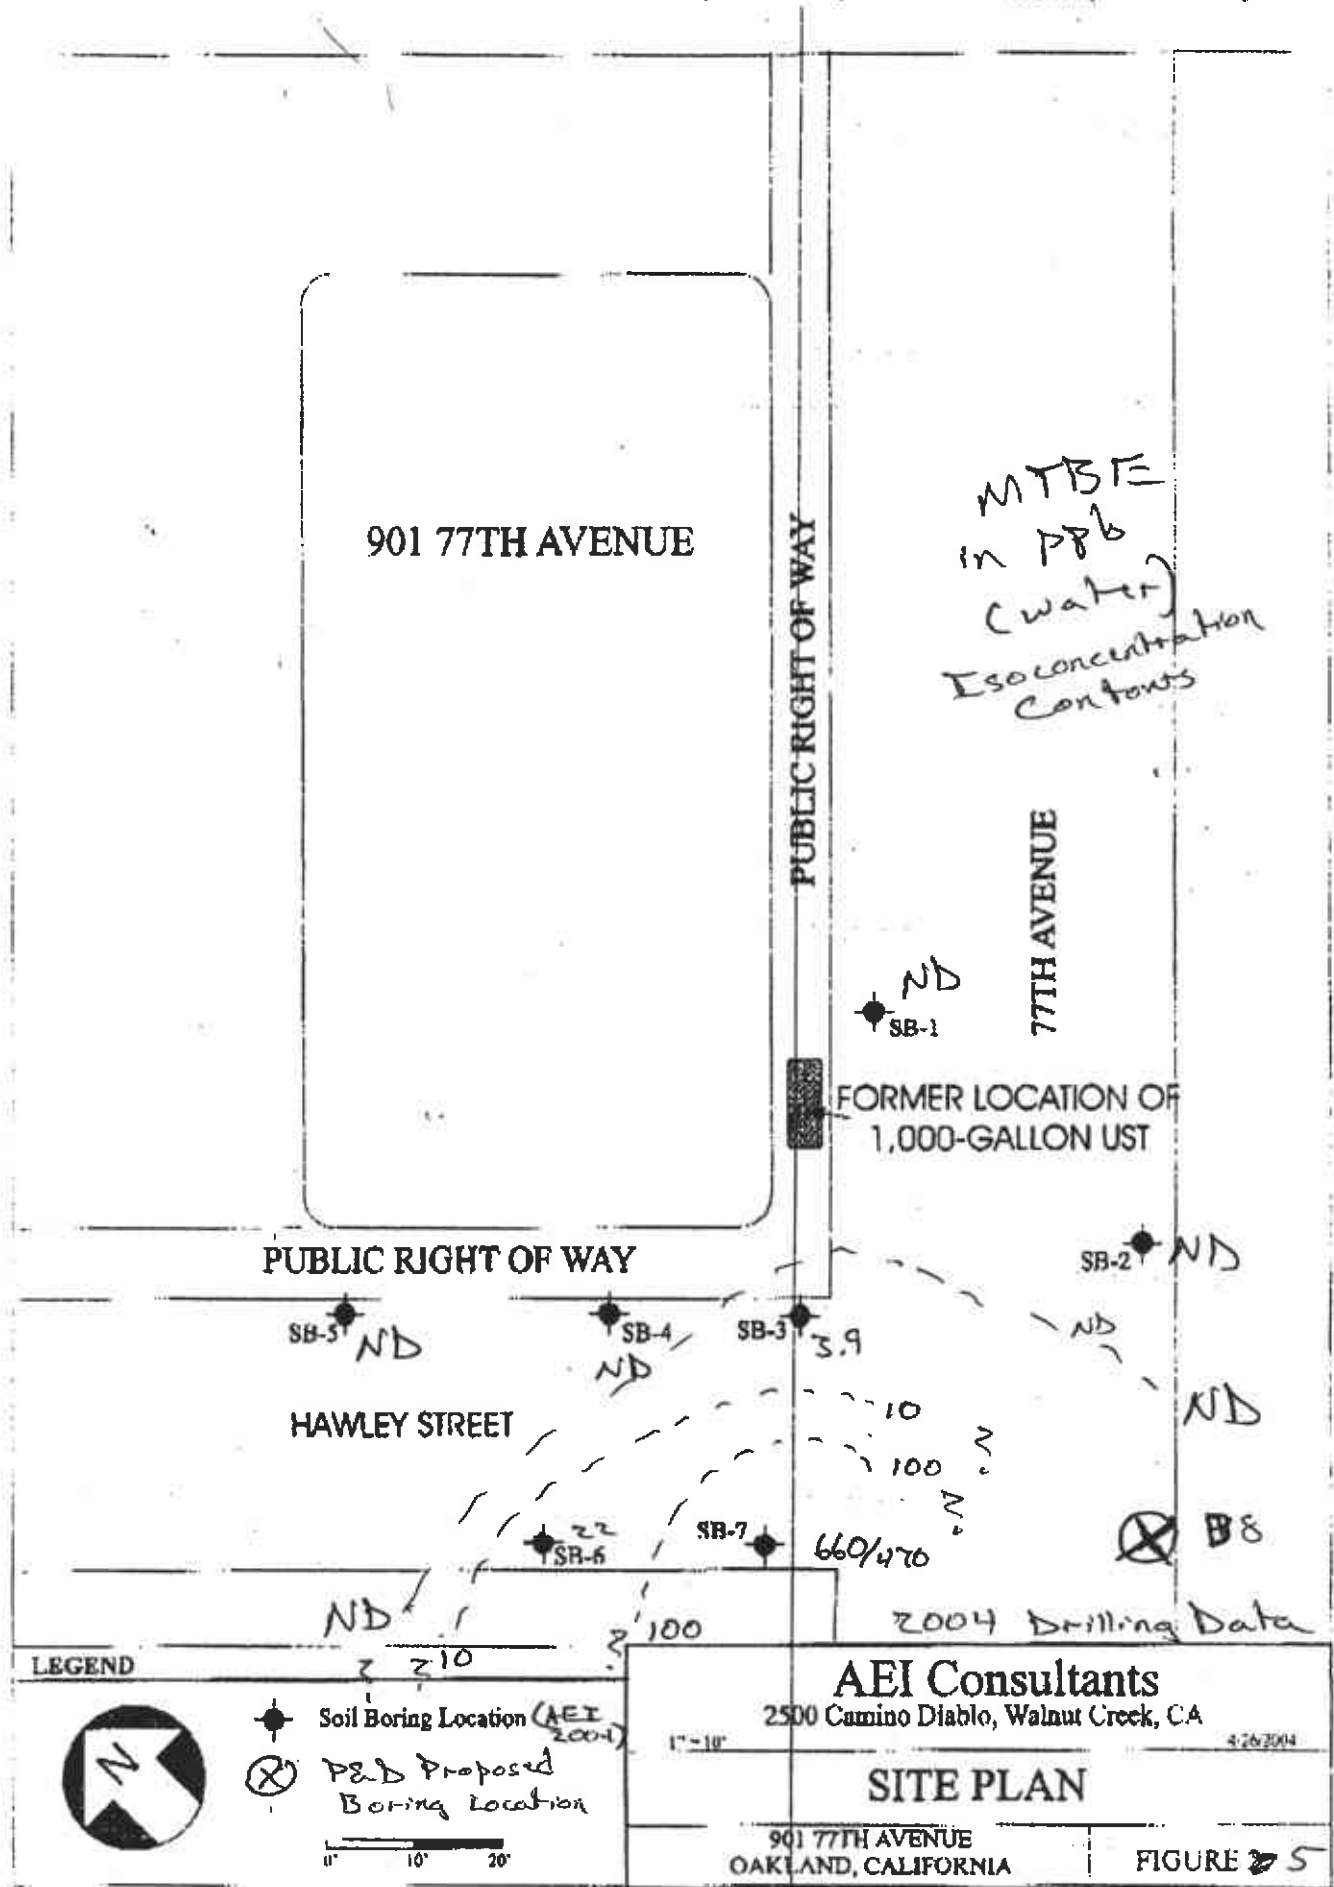 901 77TH AVENUE
PUBLIC RIGHT OF WAY
MTBE
in ppb
(water)
Isoconcentration
Contours
77TH AVENUE
ND
SB-1
FORMER LOCATION OF
1,000-GALLON UST
PUBLIC RIGHT OF WAY
SB-2 ND
SB-5 ND
SB-4
ND
SB-3 3.9
ND
ND
HAWLEY STREET
10
?
100
?
SB-6 22
SB-7 660/470
B8
ND
100
?
10
? ?
2004 Drilling Data
LEGEND
Soil Boring Location (AEI
2004)
P&D Proposed
Boring Location
0' 10' 20'
N
AEI Consultants
2500 Camino Diablo, Walnut Creek, CA
1" = 10' 4/26/2004
SITE PLAN
901 77TH AVENUE
OAKLAND, CALIFORNIA
FIGURE 5